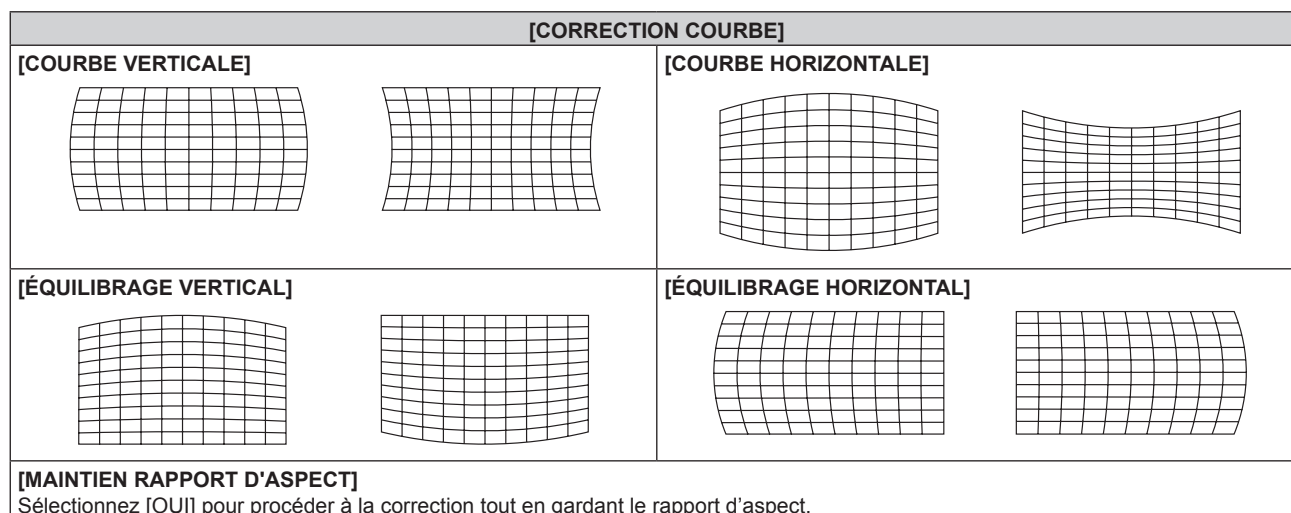 [CORRECTION COURBE]
[COURBE VERTICALE]
[COURBE HORIZONTALE]
[ÉQUILIBRAGE VERTICAL]
[ÉQUILIBRAGE HORIZONTAL]
[MAINTIEN RAPPORT D'ASPECT]
Sélectionnez [OUI] pour procéder à la correction tout en gardant le rapport d'aspect.